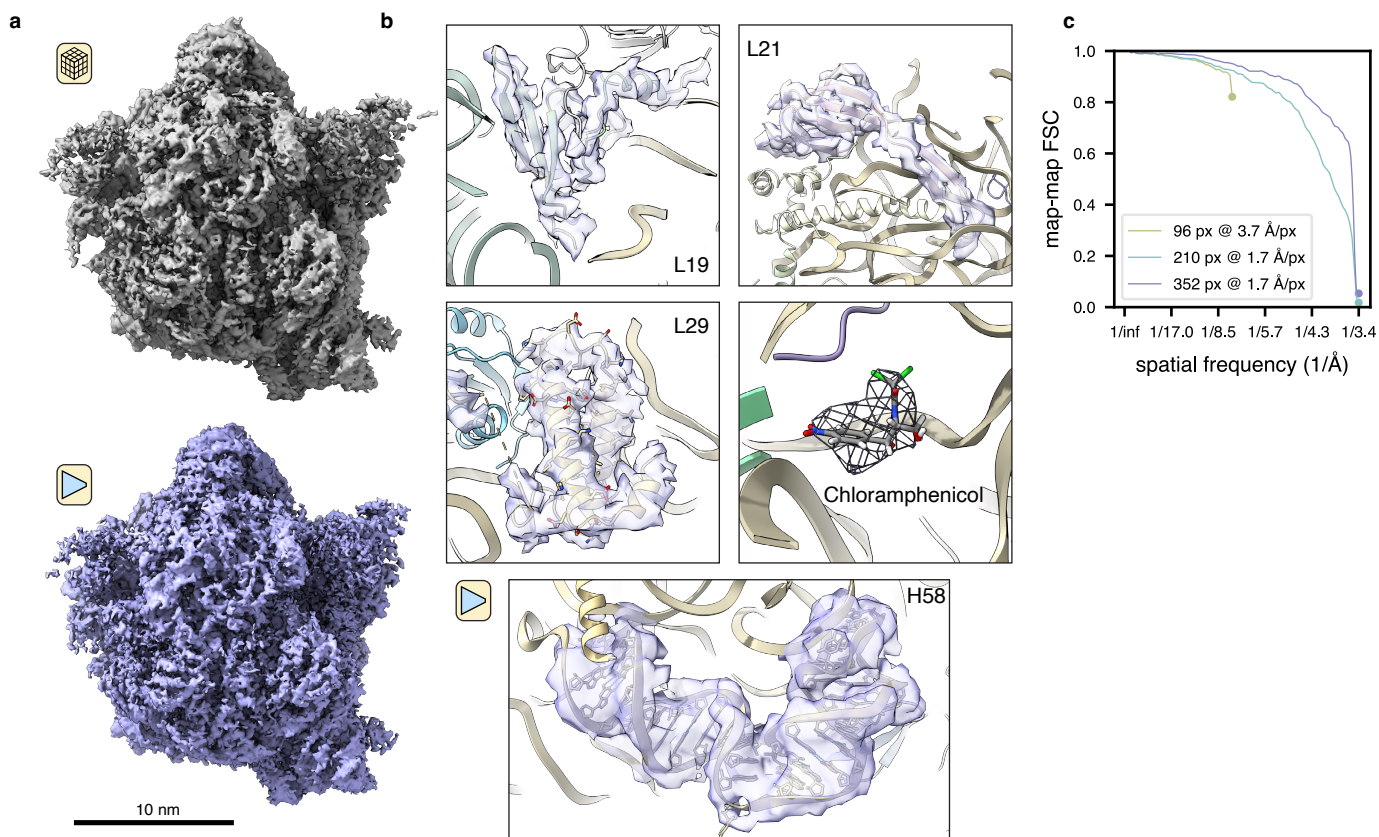 a
10 nm
b
L19
L21
L29
Chloramphenicol
H58
c
map-map FSC
1.0
0.8
0.6
0.4
0.2
0.0
96 px @ 3.7 Å/px
210 px @ 1.7 Å/px
352 px @ 1.7 Å/px
1/inf 1/17.0 1/8.5 1/5.7 1/4.3 1/3.4
spatial frequency (1/Å)